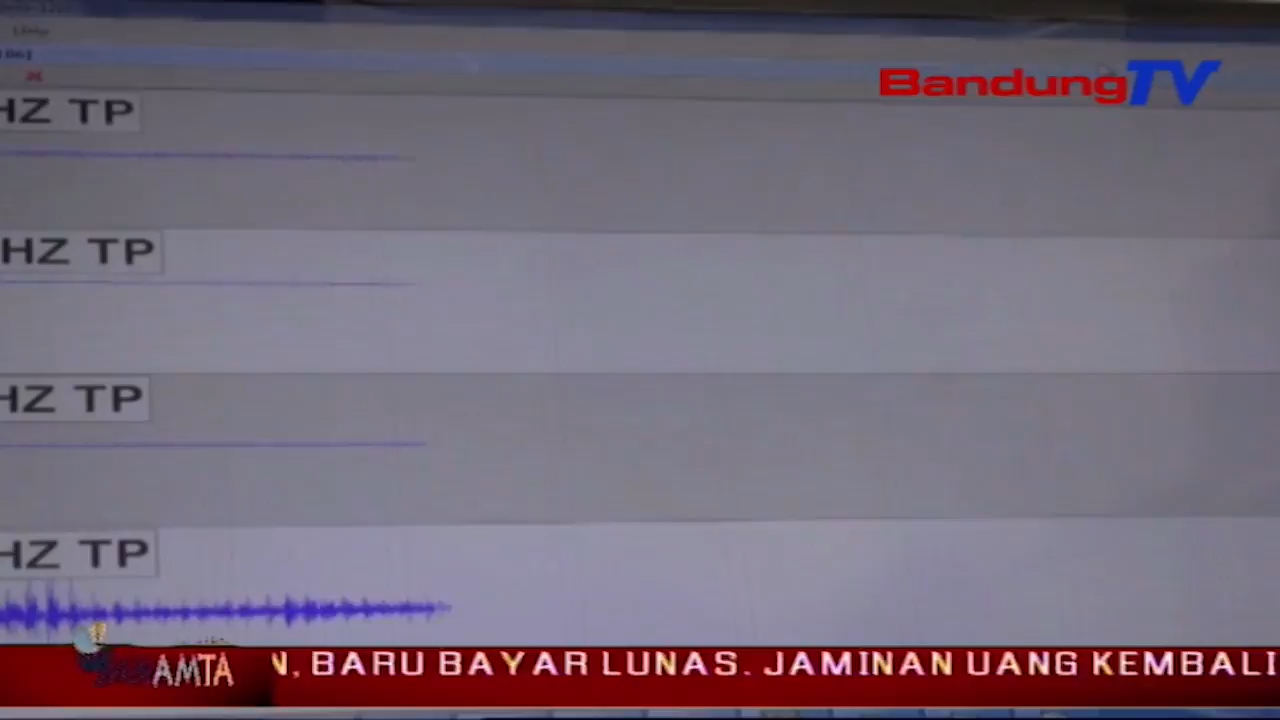 BandungTV
HZ TP
HZ TP
HZ TP
HZ TP
AMTA
N, BARU BAYAR LUNAS. JAMINAN UANG KEMBALI